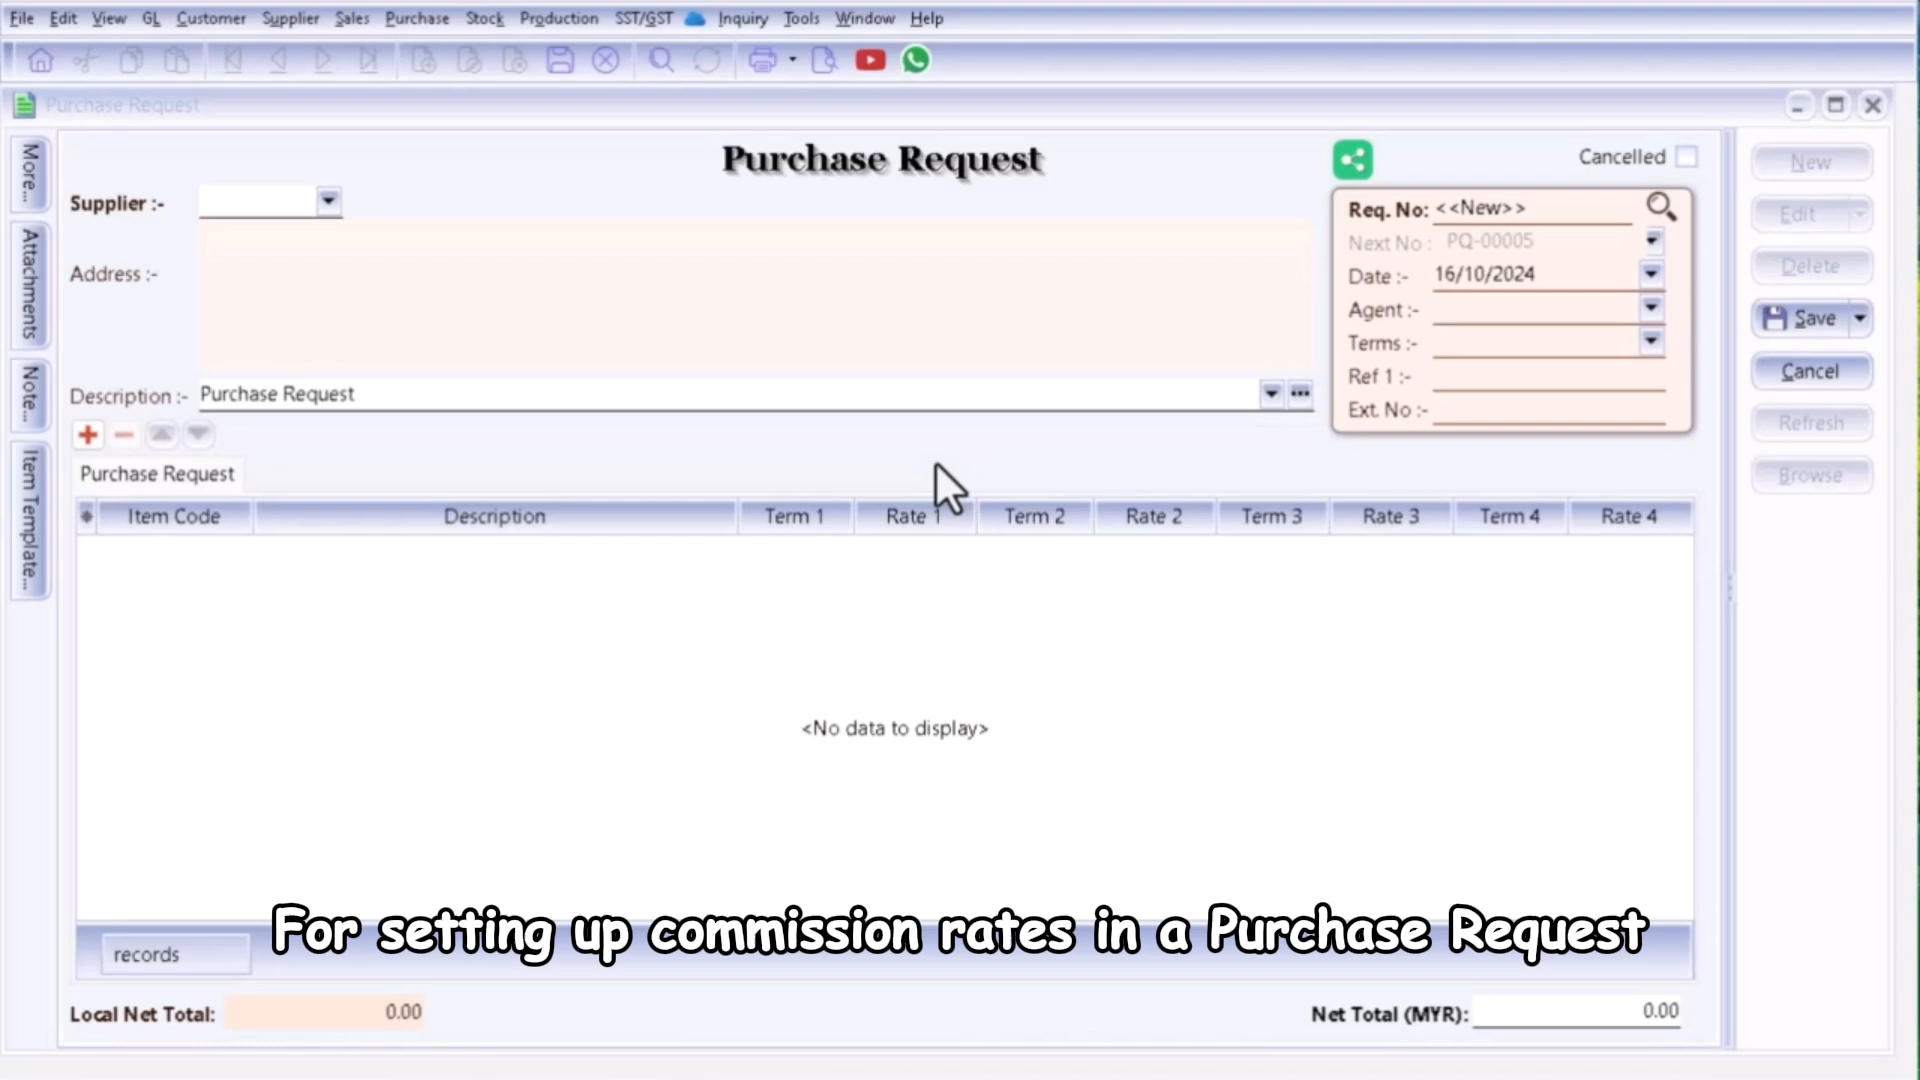 File Edit View GL Customer Supplier Sales Purchase Stock Production SST/GST Inquiry Tools Window Help
Purchase Request
Purchase Request
Cancelled
New
Edit
Delete
Save
Cancel
Refresh
Browse
More...
Attachments
Note...
Item Template...
Supplier :-
Address :-
Description :- Purchase Request
Req. No: <<New>>
Next No : PQ-00005
Date :- 16/10/2024
Agent :-
Terms :-
Ref 1 :-
Ext. No :-
Purchase Request
Item Code Description Term 1 Rate 1 Term 2 Rate 2 Term 3 Rate 3 Term 4 Rate 4
<No data to display>
For setting up commission rates in a Purchase Request
records
Local Net Total: 0.00
Net Total (MYR): 0.00